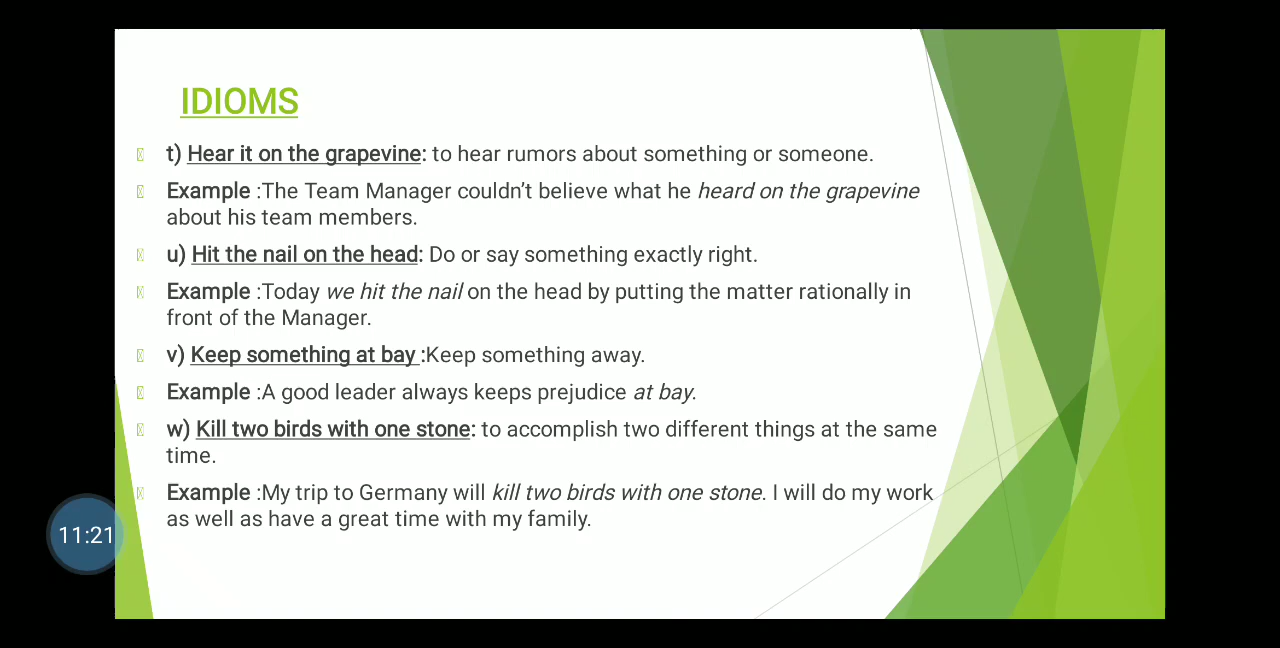 IDIOMS
t) Hear it on the grapevine: to hear rumors about something or someone.
Example :The Team Manager couldn’t believe what he heard on the grapevine
about his team members.
u) Hit the nail on the head: Do or say something exactly right.
Example :Today we hit the nail on the head by putting the matter rationally in
front of the Manager.
v) Keep something at bay :Keep something away.
Example :A good leader always keeps prejudice at bay.
w) Kill two birds with one stone: to accomplish two different things at the same
time.
Example :My trip to Germany will kill two birds with one stone. I will do my work
as well as have a great time with my family.
11:21